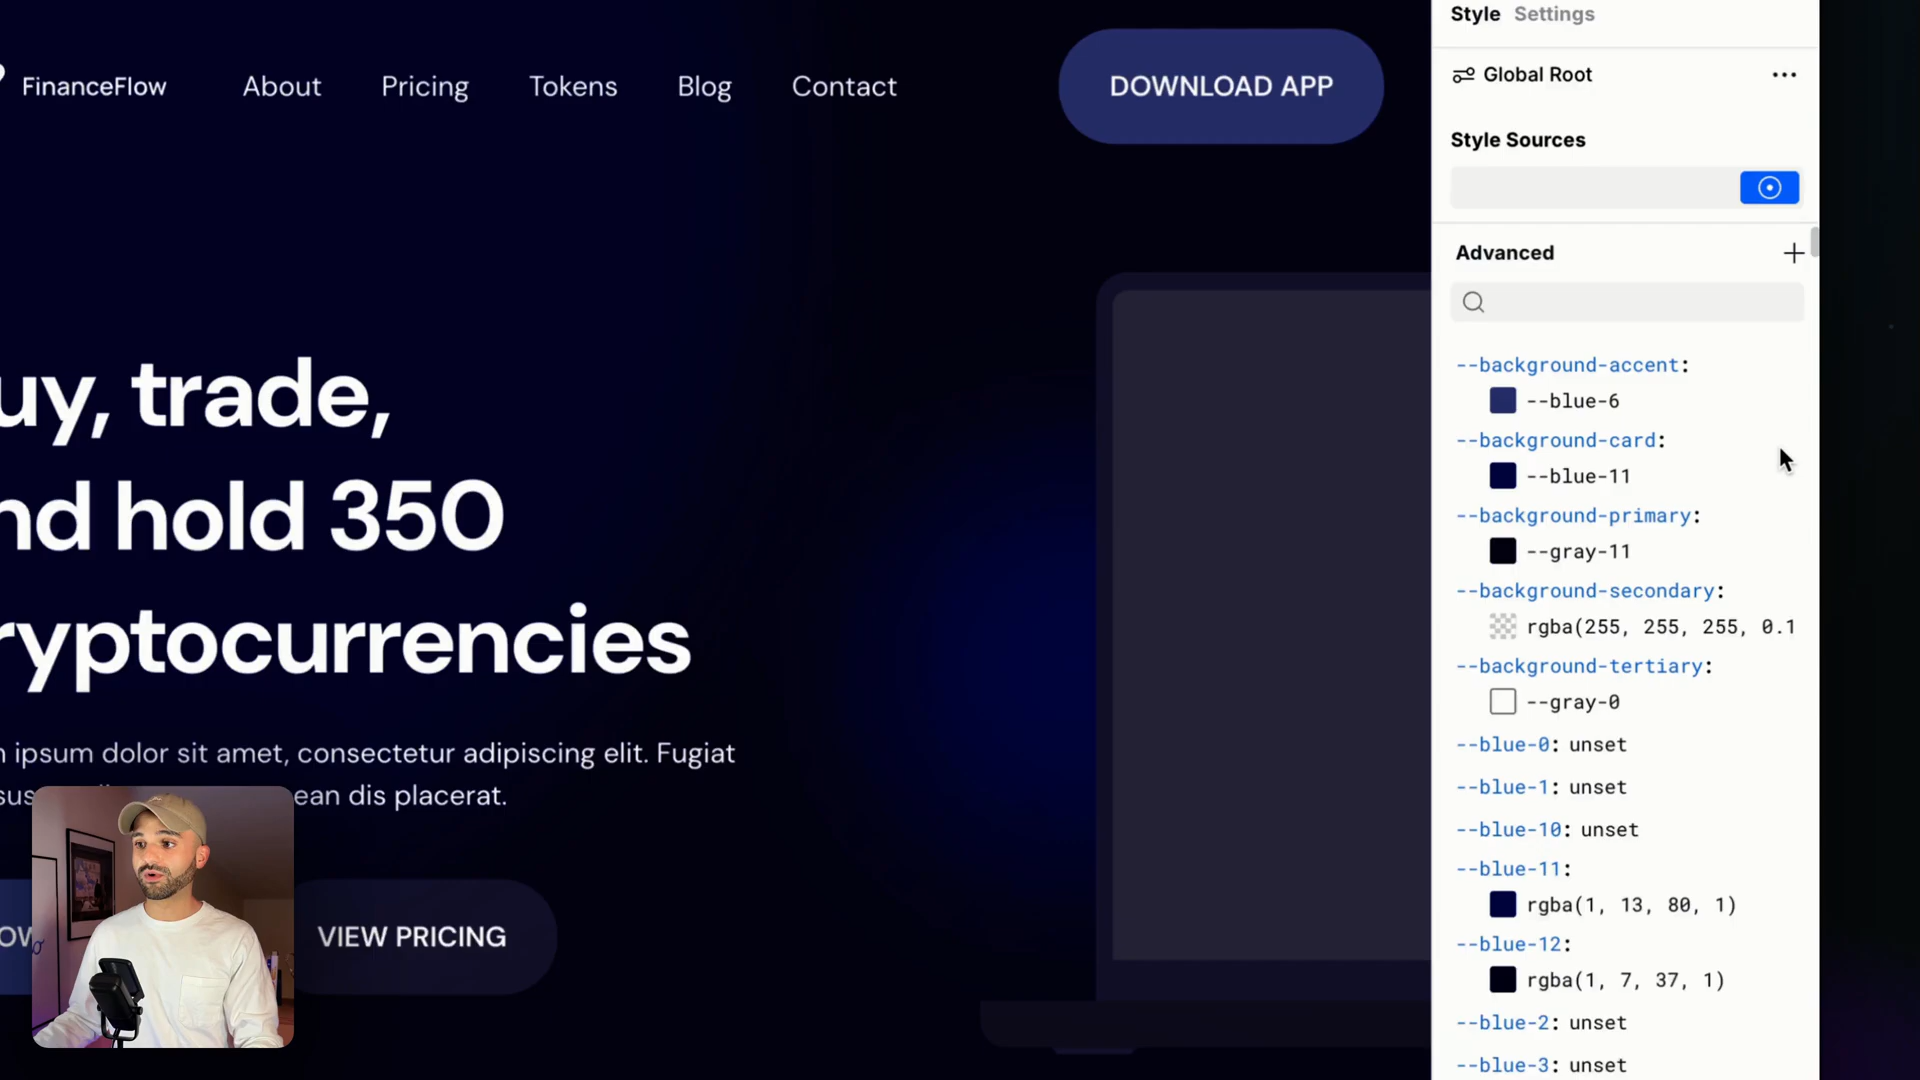 FinanceFlow
About
Pricing
Tokens
Blog
Contact
DOWNLOAD APP
uy, trade,
nd hold 350
ryptocurrencies
ipsum dolor sit amet, consectetur adipiscing elit. Fugiat
ean dis placerat.
VIEW PRICING
Style Settings
Global Root
Style Sources
Advanced
--background-accent:
--blue-6
--background-card:
--blue-11
--background-primary:
--gray-11
--background-secondary:
rgba(255, 255, 255, 0.1
--background-tertiary:
--gray-0
--blue-0: unset
--blue-1: unset
--blue-10: unset
--blue-11:
rgba(1, 13, 80, 1)
--blue-12:
rgba(1, 7, 37, 1)
--blue-2: unset
--blue-3: unset